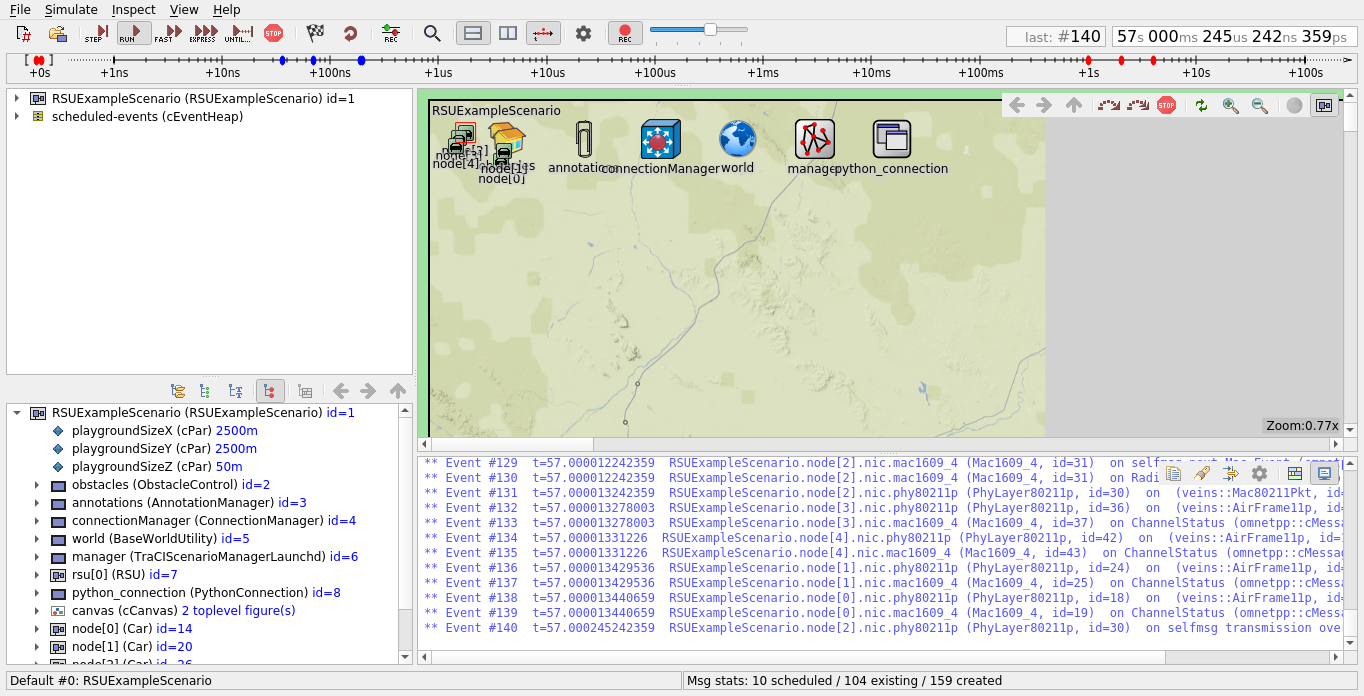 File Simulate Inspect View Help
STEP RUN FAST EXPRESS UNTIL... STOP REC REC
last: #140 57s 000ms 245us 242ns 359ps
+0s +1ns +10ns +100ns +1us +10us +100us +1ms +10ms +100ms +1s +10s +100s
RSUExampleScenario (RSUExampleScenario) id=1
scheduled-events (cEventHeap)
RSUExampleScenario
STOP
node[4]
node[1]
node[0]
connectionManager
world
python_connection
Zoom:0.77x
RSUExampleScenario (RSUExampleScenario) id=1
playgroundSizeX (cPar) 2500m
playgroundSizeY (cPar) 2500m
playgroundSizeZ (cPar) 50m
obstacles (ObstacleControl) id=2
annotations (AnnotationManager) id=3
connectionManager (ConnectionManager) id=4
world (BaseWorldUtility) id=5
manager (TraCIScenarioManagerLaunchd) id=6
rsu[0] (RSU) id=7
python_connection (PythonConnection) id=8
canvas (cCanvas) 2 toplevel figure(s)
node[0] (Car) id=14
node[1] (Car) id=20
** Event #129 t=57.000012242359 RSUExampleScenario.node[2].nic.mac1609_4 (Mac1609_4, id=31) on
** Event #130 t=57.000012242359 RSUExampleScenario.node[2].nic.mac1609_4 (Mac1609_4, id=31) on Radi
** Event #131 t=57.000013242359 RSUExampleScenario.node[2].nic.phy80211p (PhyLayer80211p, id=30) on (veins::Mac80211Pkt, id=
** Event #132 t=57.000013278003 RSUExampleScenario.node[3].nic.phy80211p (PhyLayer80211p, id=36) on (veins::AirFrame11p, id=
** Event #133 t=57.000013278003 RSUExampleScenario.node[3].nic.mac1609_4 (Mac1609_4, id=37) on ChannelStatus (omnetpp::cMessa
** Event #134 t=57.00001331226 RSUExampleScenario.node[4].nic.phy80211p (PhyLayer80211p, id=42) on (veins::AirFrame11p, id=
** Event #135 t=57.00001331226 RSUExampleScenario.node[4].nic.mac1609_4 (Mac1609_4, id=43) on ChannelStatus (omnetpp::cMessag
** Event #136 t=57.000013429536 RSUExampleScenario.node[1].nic.phy80211p (PhyLayer80211p, id=24) on (veins::AirFrame11p, id=
** Event #137 t=57.000013429536 RSUExampleScenario.node[1].nic.mac1609_4 (Mac1609_4, id=25) on ChannelStatus (omnetpp::cMessa
** Event #138 t=57.000013440659 RSUExampleScenario.node[0].nic.phy80211p (PhyLayer80211p, id=18) on (veins::AirFrame11p, id=
** Event #139 t=57.000013440659 RSUExampleScenario.node[0].nic.mac1609_4 (Mac1609_4, id=19) on ChannelStatus (omnetpp::cMessa
** Event #140 t=57.000245242359 RSUExampleScenario.node[2].nic.phy80211p (PhyLayer80211p, id=30) on selfmsg transmission ove
Default #0: RSUExampleScenario
Msg stats: 10 scheduled / 104 existing / 159 created